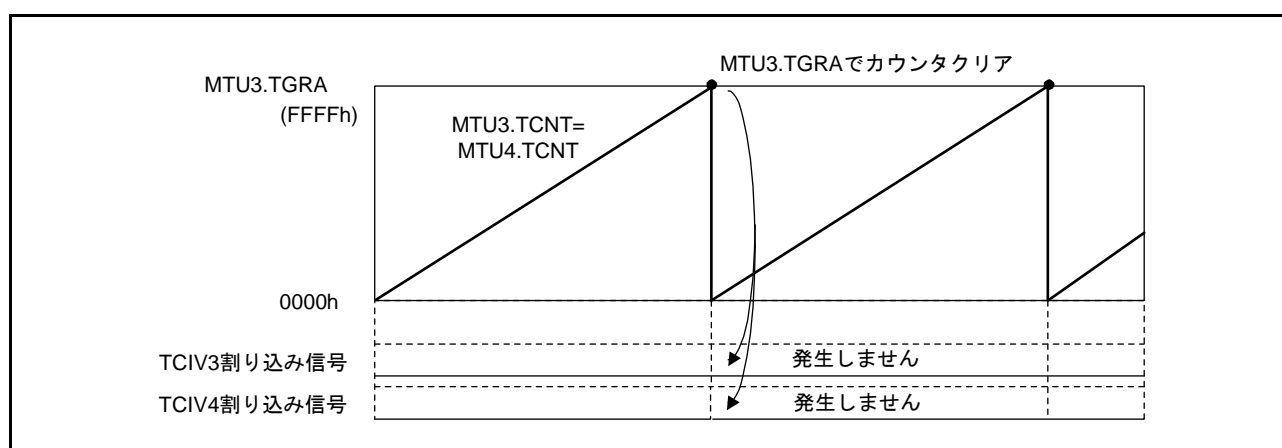 MTU3.TGRAでカウンタクリア
MTU3.TGRA
(FFFFh)
MTU3.TCNT=
MTU4.TCNT
0000h
TCIV3割り込み信号
発生しません
TCIV4割り込み信号
発生しません